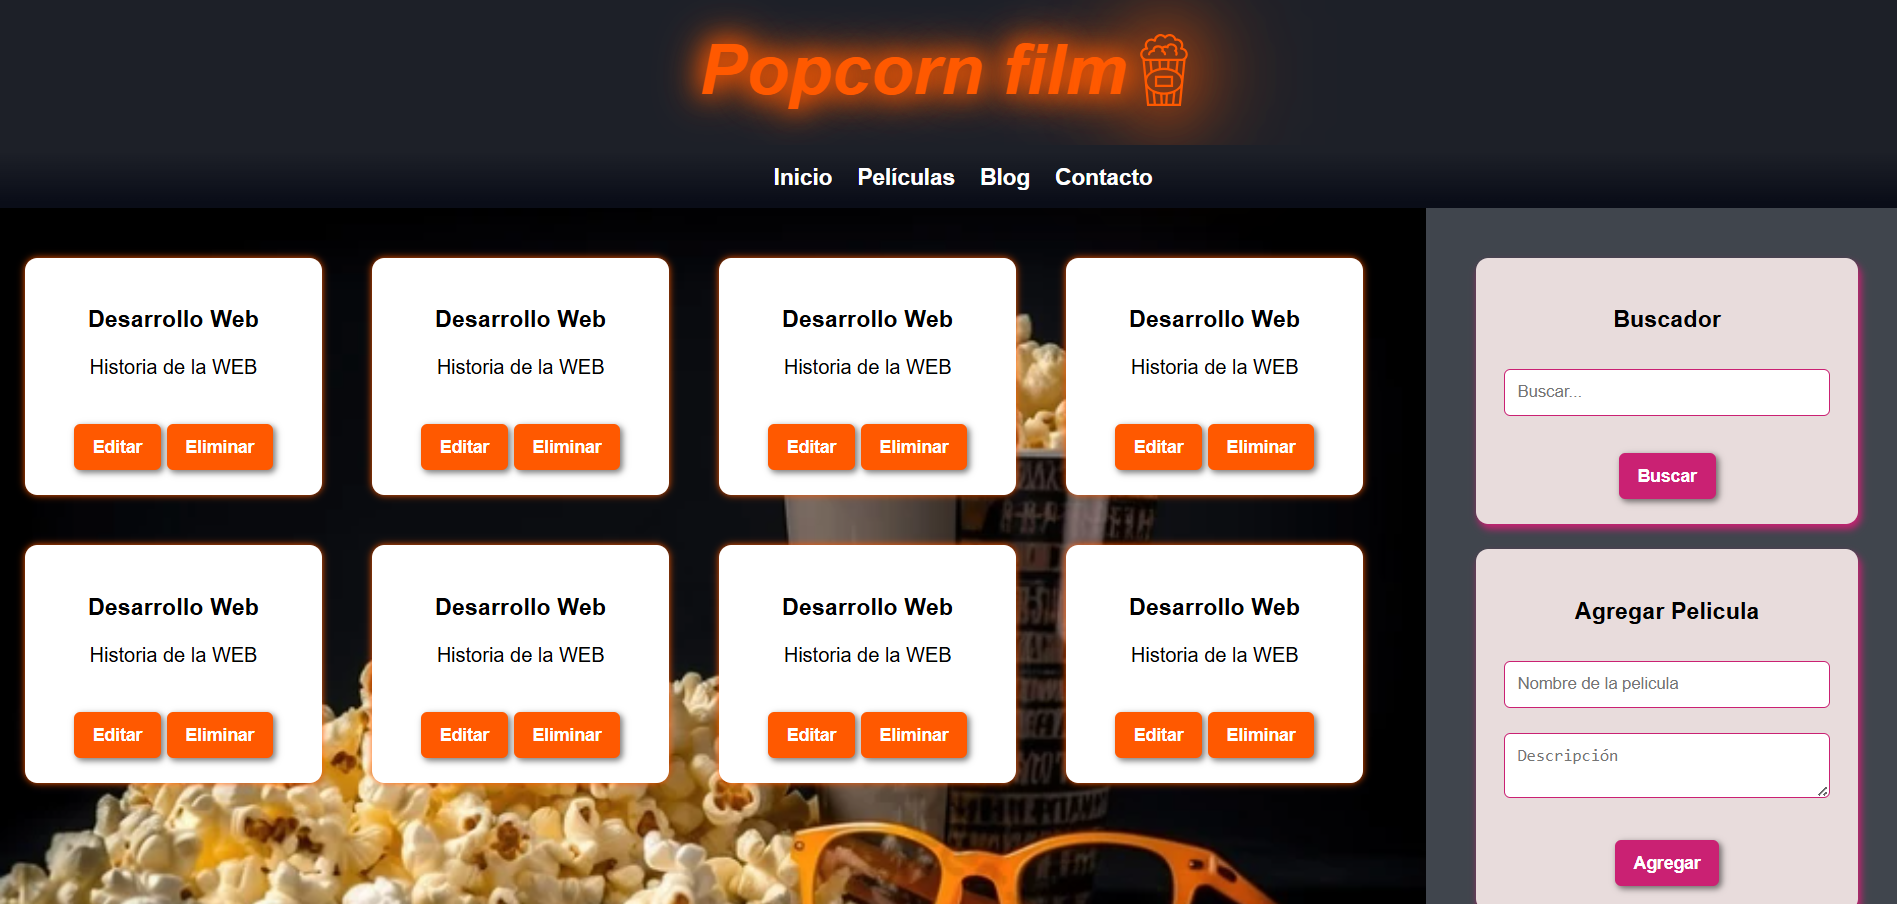 Popcorn film
Inicio Películas Blog Contacto
Desarrollo Web
Historia de la WEB
Editar Eliminar
Desarrollo Web
Historia de la WEB
Editar Eliminar
Desarrollo Web
Historia de la WEB
Editar Eliminar
Desarrollo Web
Historia de la WEB
Editar Eliminar
Desarrollo Web
Historia de la WEB
Editar Eliminar
Desarrollo Web
Historia de la WEB
Editar Eliminar
Desarrollo Web
Historia de la WEB
Editar Eliminar
Desarrollo Web
Historia de la WEB
Editar Eliminar
Buscador
Buscar...
Buscar
Agregar Pelicula
Nombre de la pelicula
Descripción
Agregar